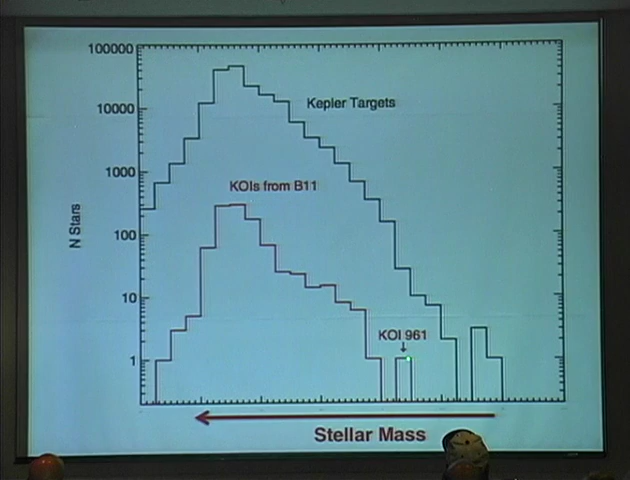 100000
10000
1000
100
10
1
N Stars
Kepler Targets
KOIs from B11
KOI 961
Stellar Mass